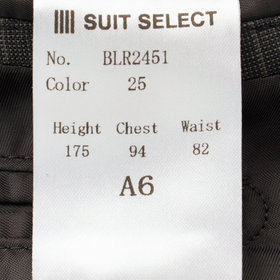 SUIT SELECT
No. BLR2451
Color 25
Height Chest Waist
175 94 82
A6